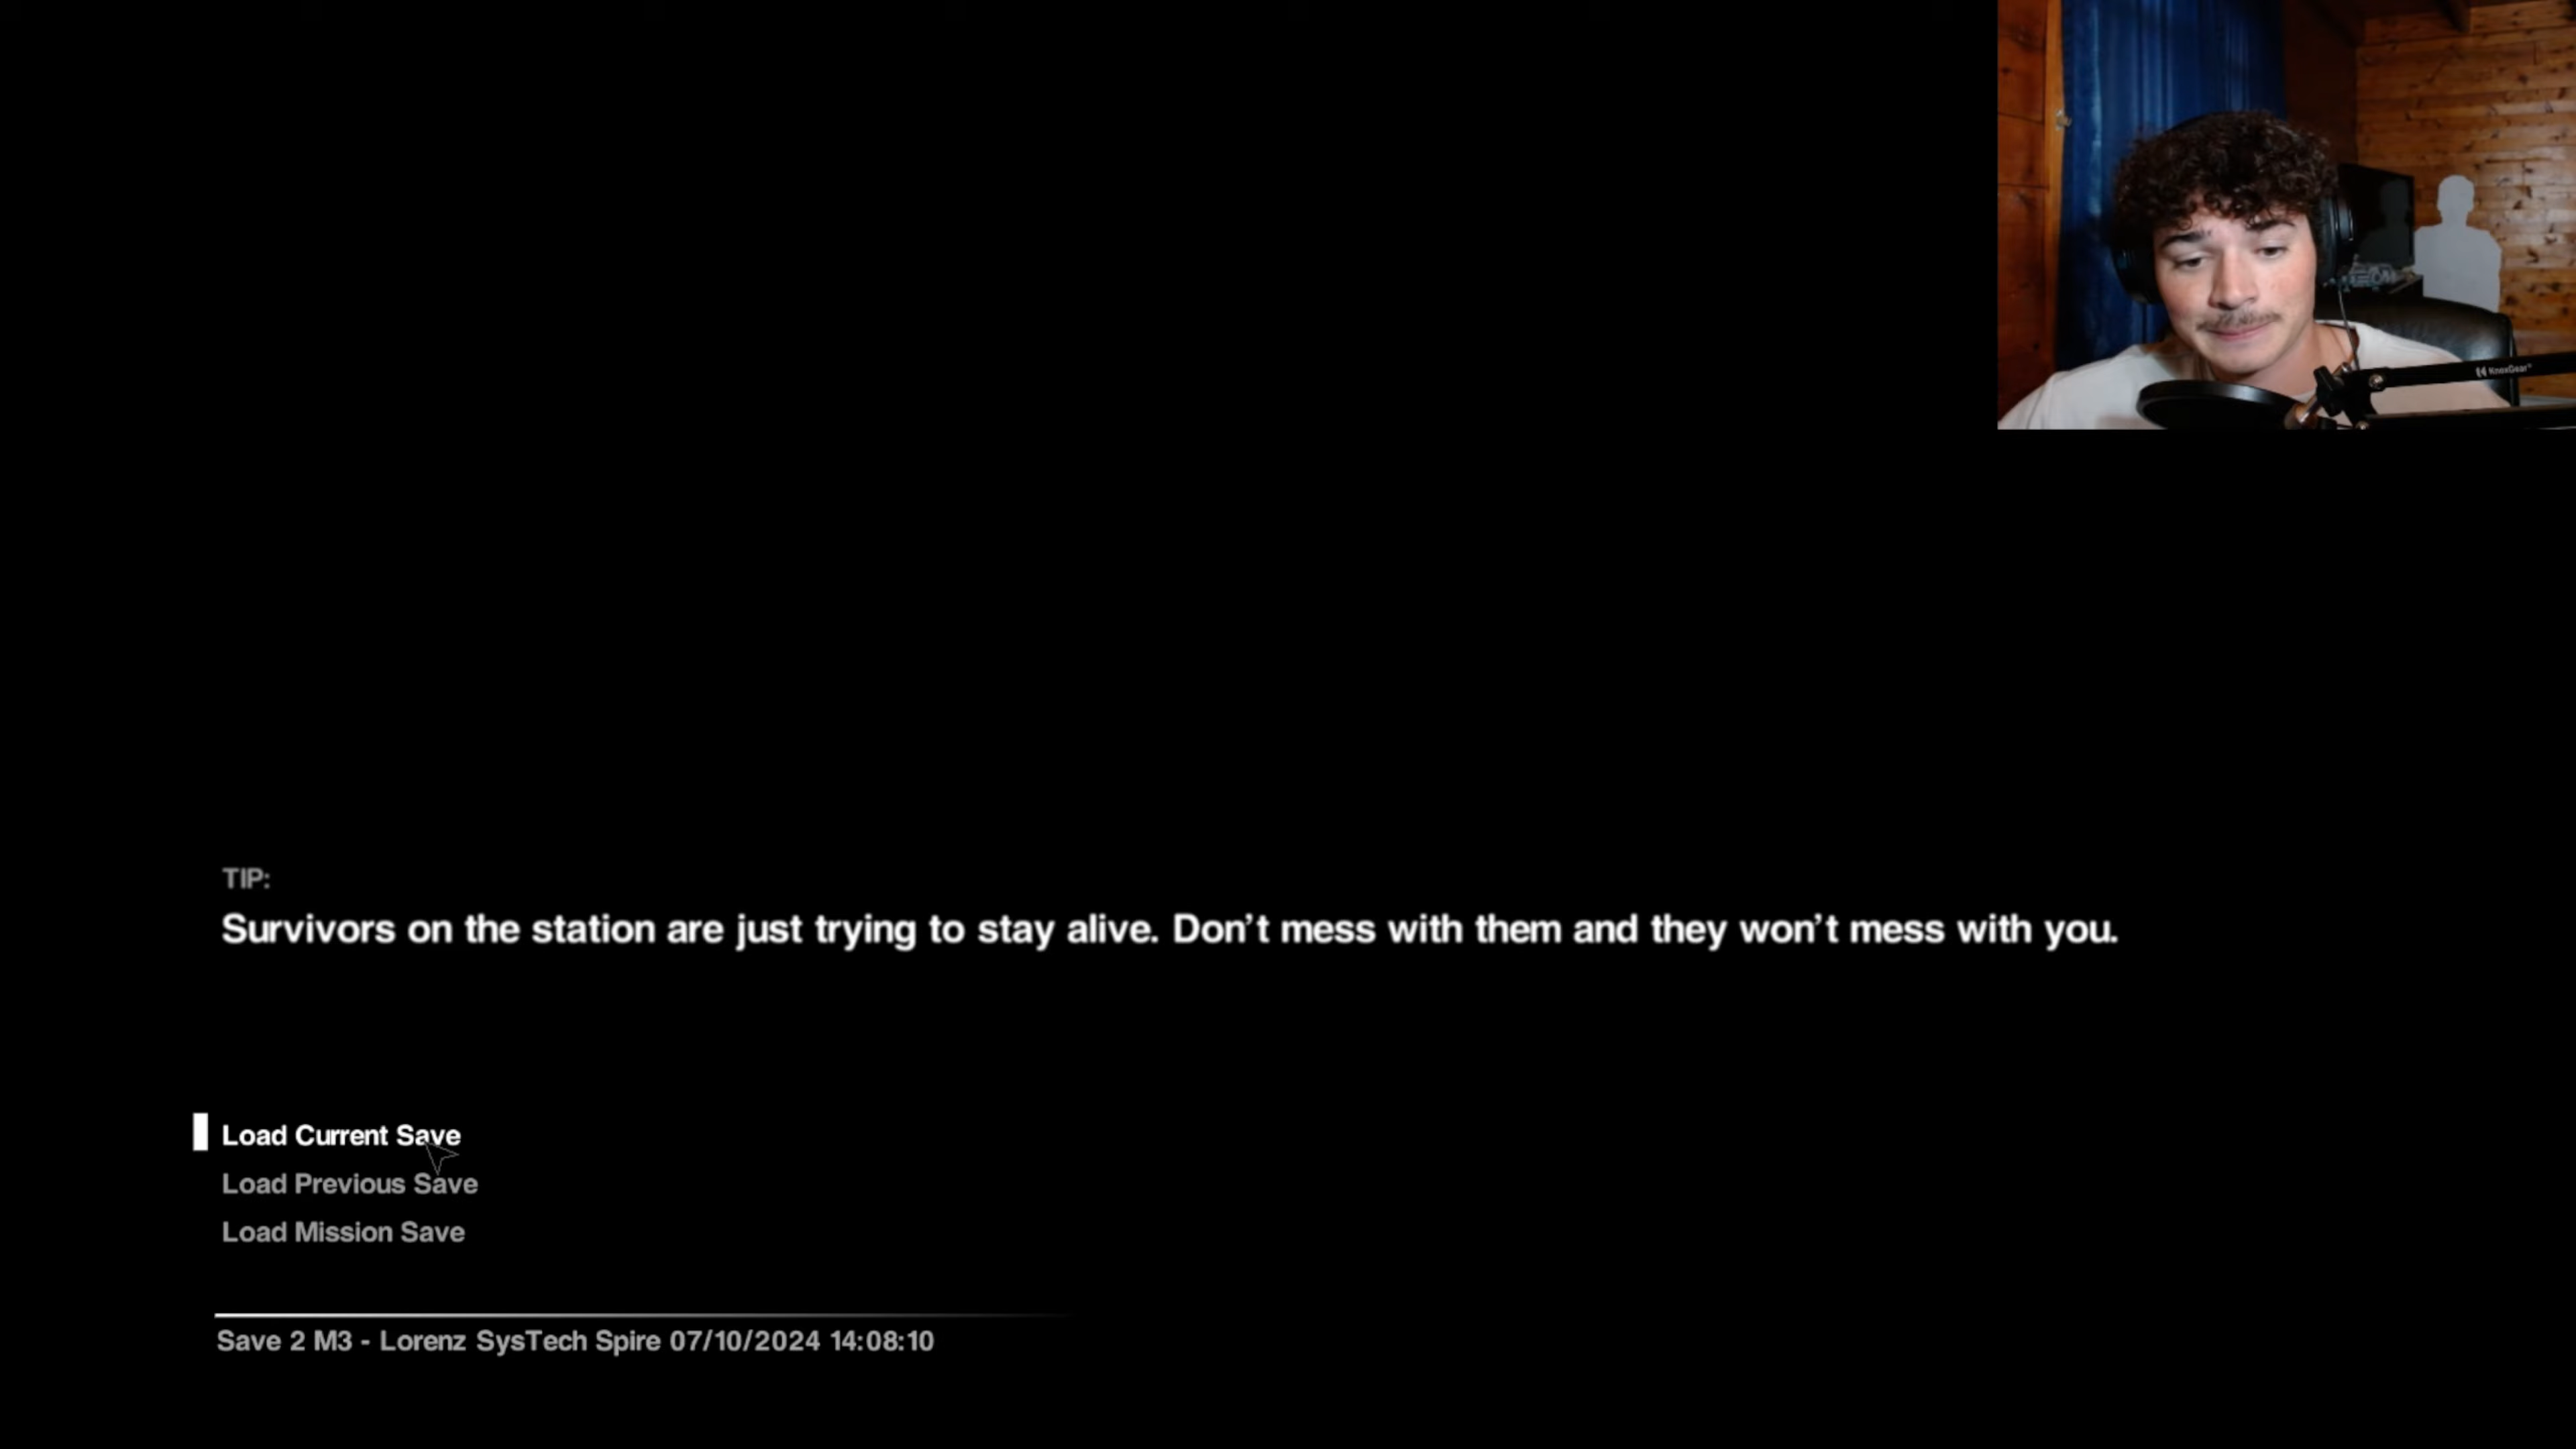 KnoxGear
TIP:
Survivors on the station are just trying to stay alive. Don't mess with them and they won't mess with you.
Load Current Save
Load Previous Save
Load Mission Save
Save 2 M3 - Lorenz SysTech Spire 07/10/2024 14:08:10